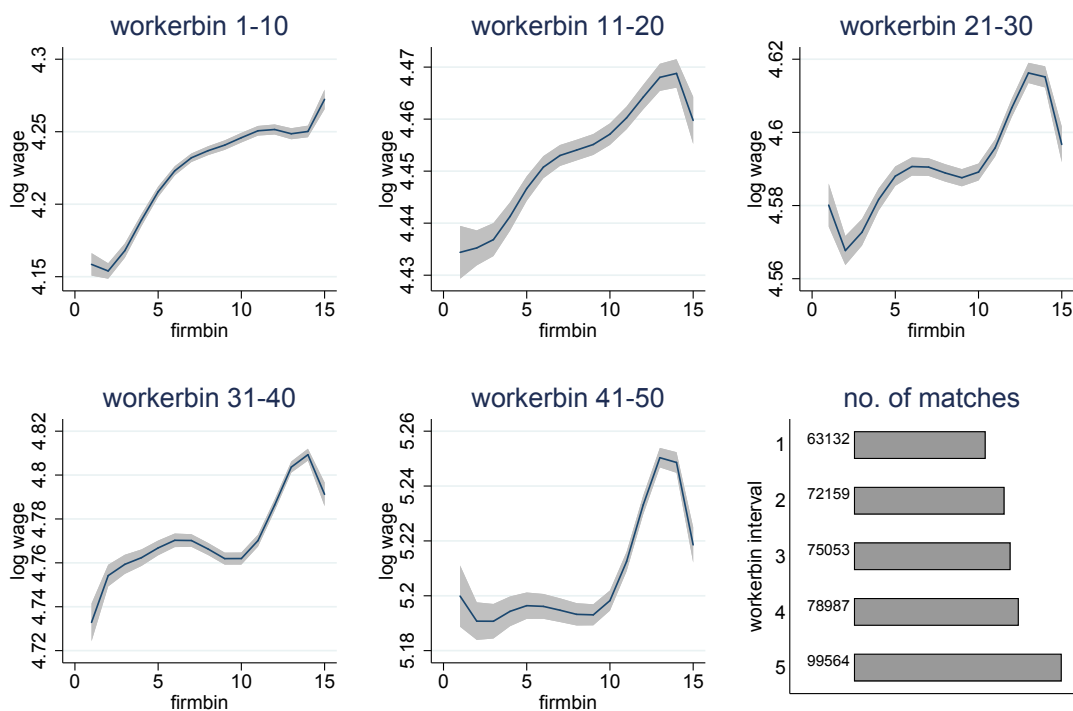 workerbin 1-10
log wage
4.3
4.25
4.2
4.15
0 5 10 15
firmbin
workerbin 11-20
log wage
4.47
4.46
4.45
4.44
4.43
0 5 10 15
firmbin
workerbin 21-30
log wage
4.62
4.6
4.58
4.56
0 5 10 15
firmbin
workerbin 31-40
log wage
4.82
4.8
4.78
4.76
4.74
4.72
0 5 10 15
firmbin
workerbin 41-50
log wage
5.26
5.24
5.22
5.2
5.18
0 5 10 15
firmbin
no. of matches
workerbin interval
1 63132
2 72159
3 75053
4 78987
5 99564